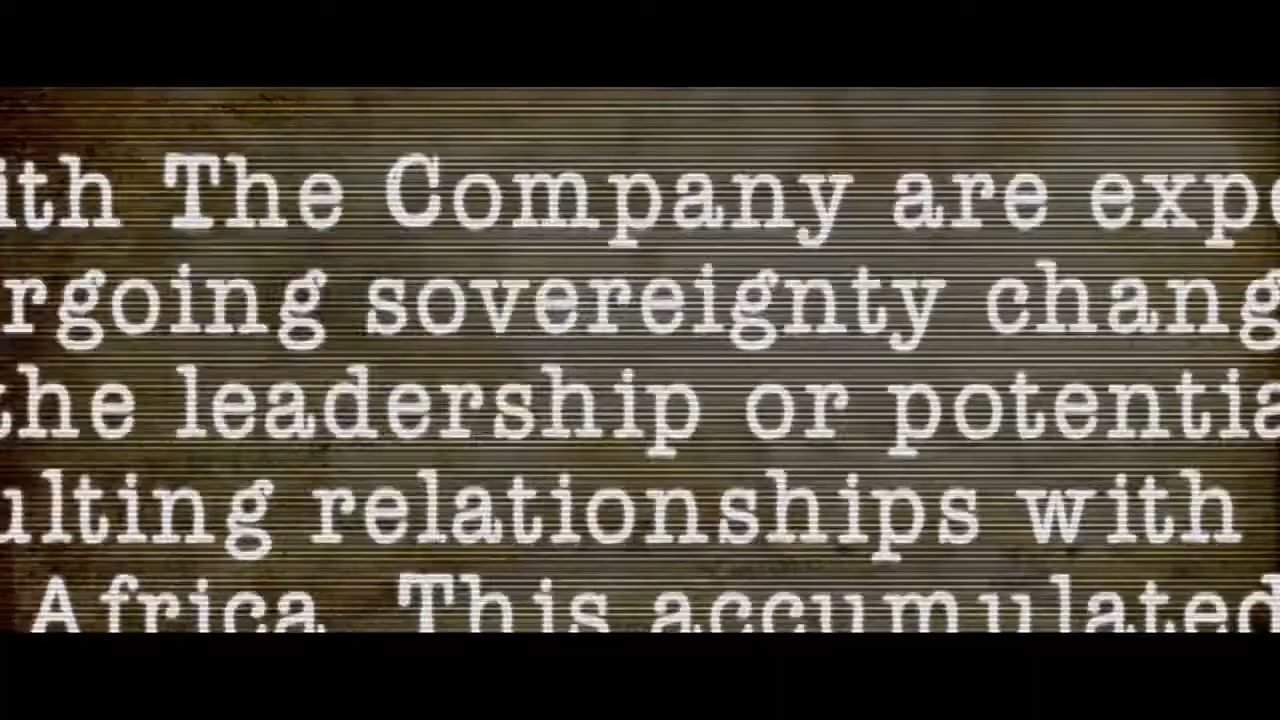 ith The Company are expe
rgoing sovereignty chang
the leadership or potentia
ulting relationships with
Africa. This accumulated